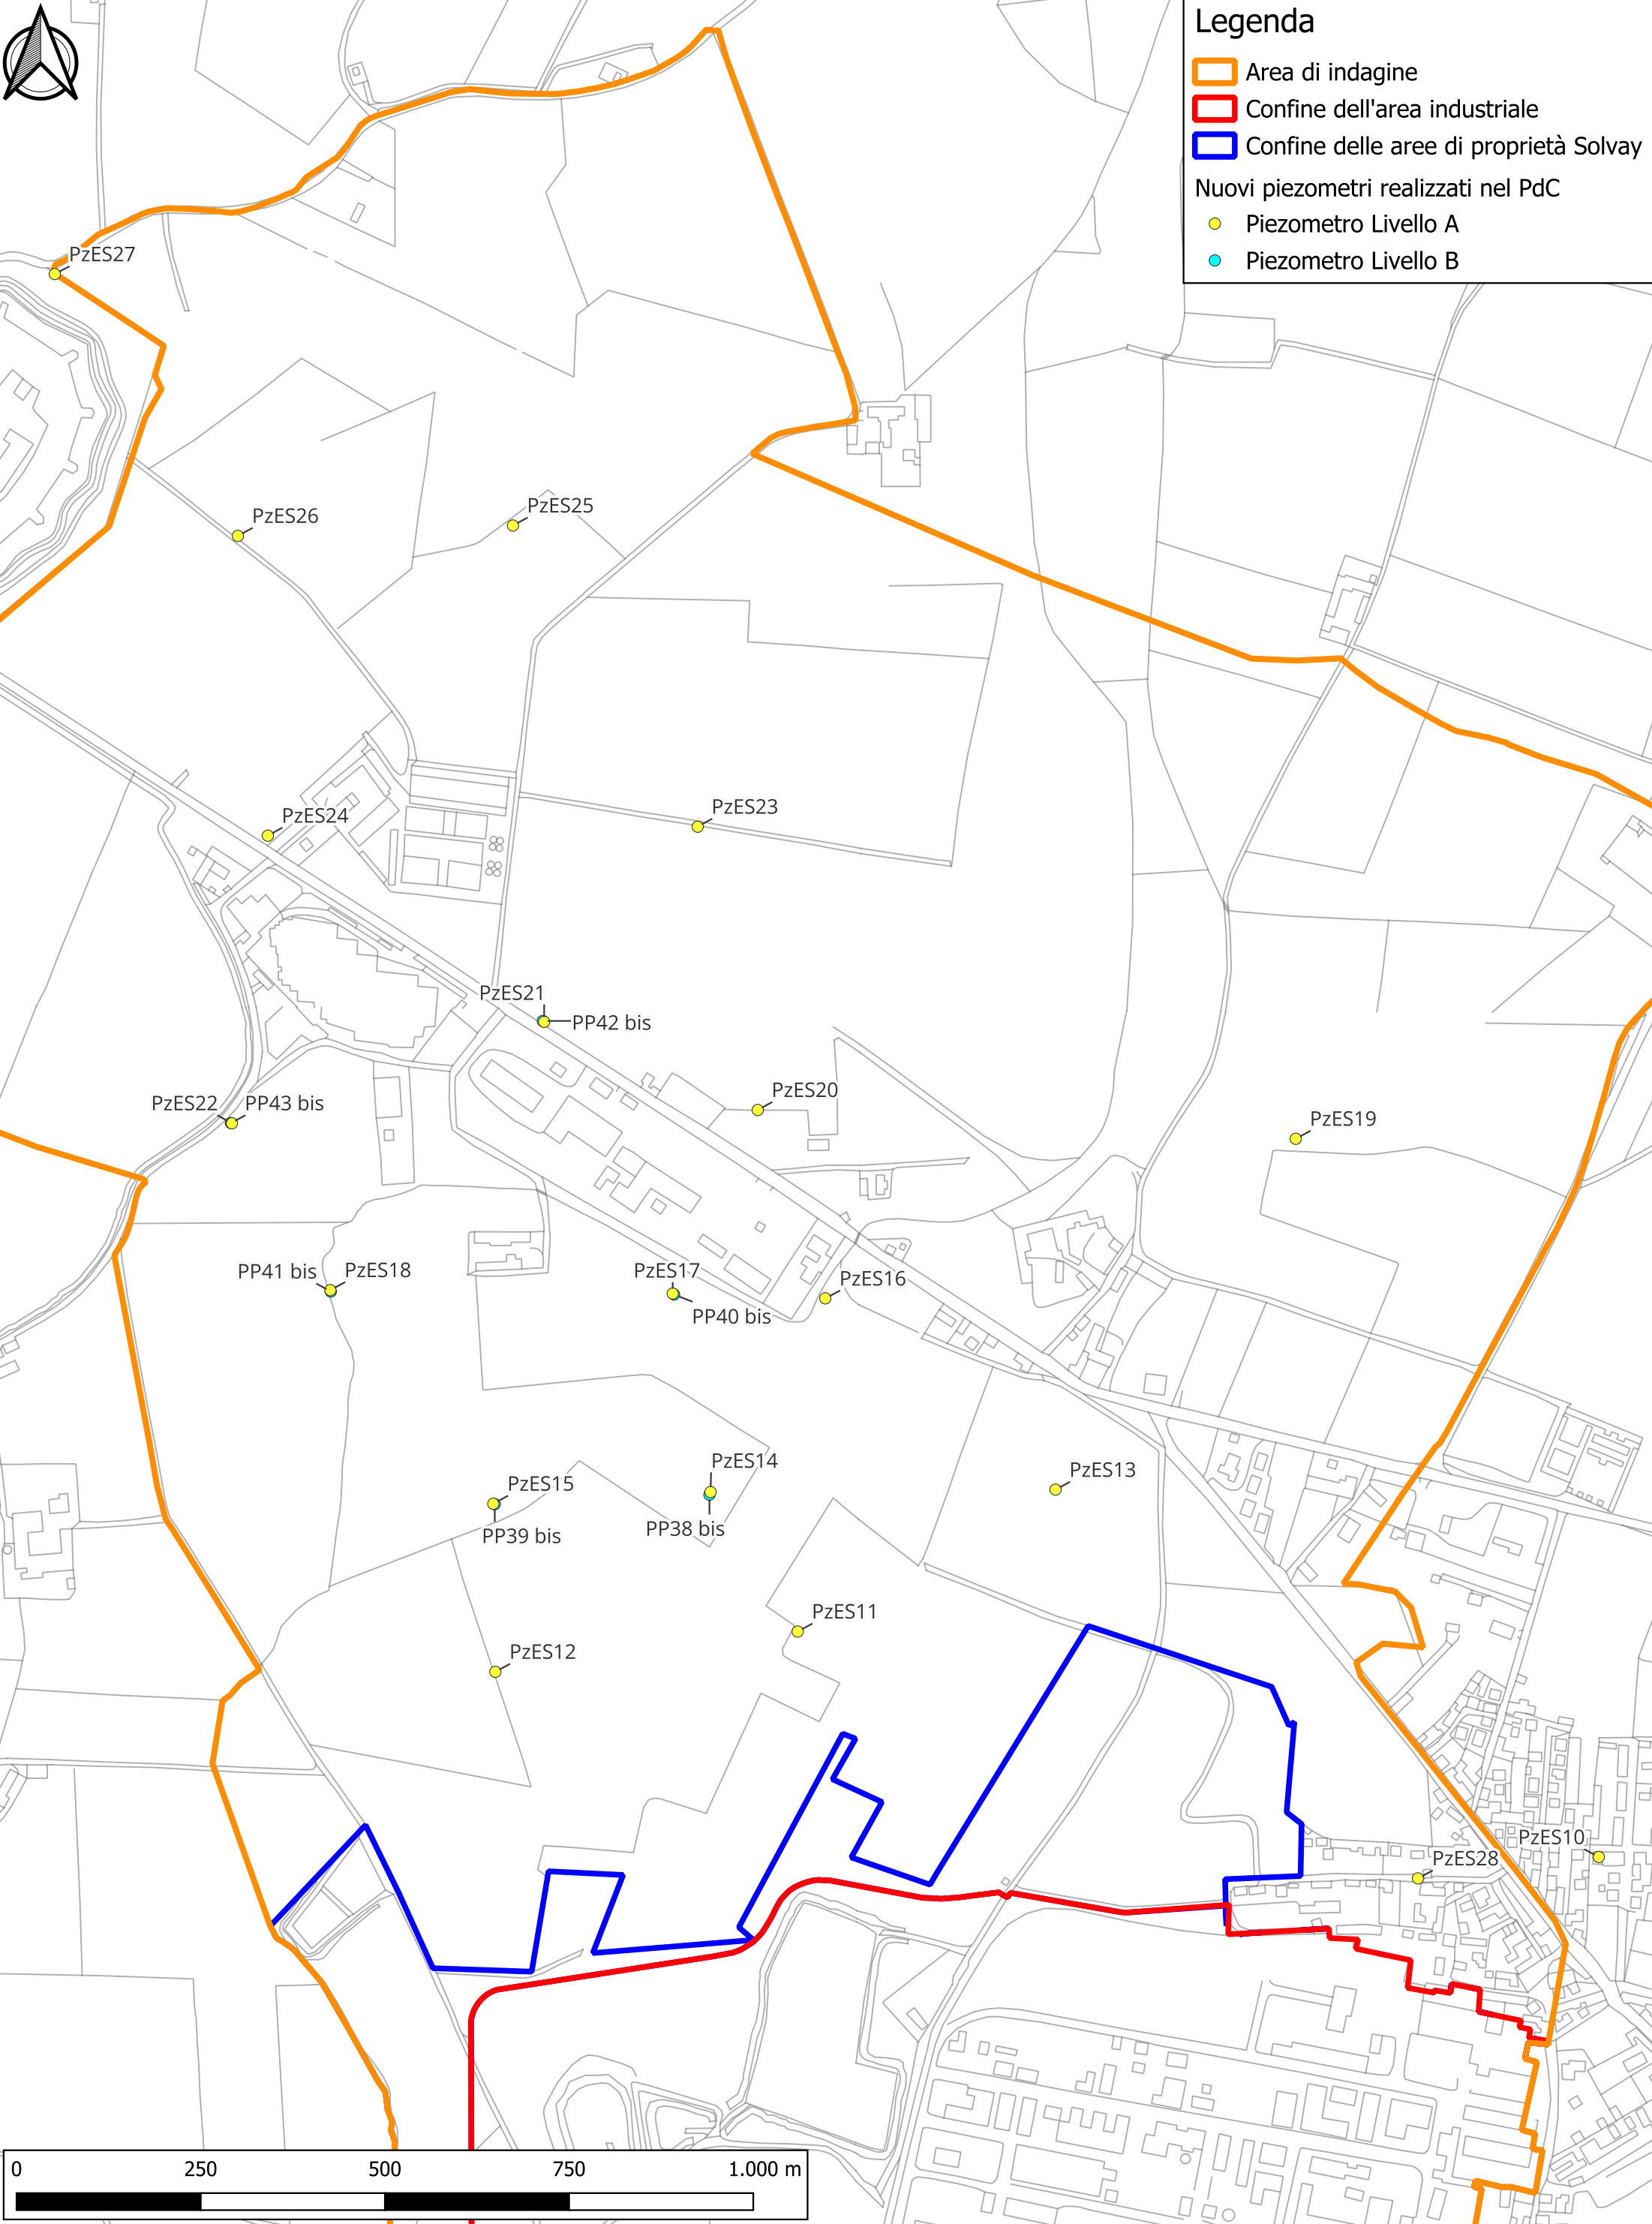 Legenda
Area di indagine
Confine dell'area industriale
Confine delle aree di proprietà Solvay
Nuovi piezometri realizzati nel PdC
Piezometro Livello A
Piezometro Livello B
PzES27
PzES26
PzES25
PzES24
PzES23
PzES21
PP42 bis
PzES20
PzES22
PP43 bis
PzES19
PP41 bis
PzES18
PzES17
PP40 bis
PzES16
PzES15
PP39 bis
PzES14
PP38 bis
PzES13
PzES11
PzES12
PzES10
PzES28
0 250 500 750 1.000 m